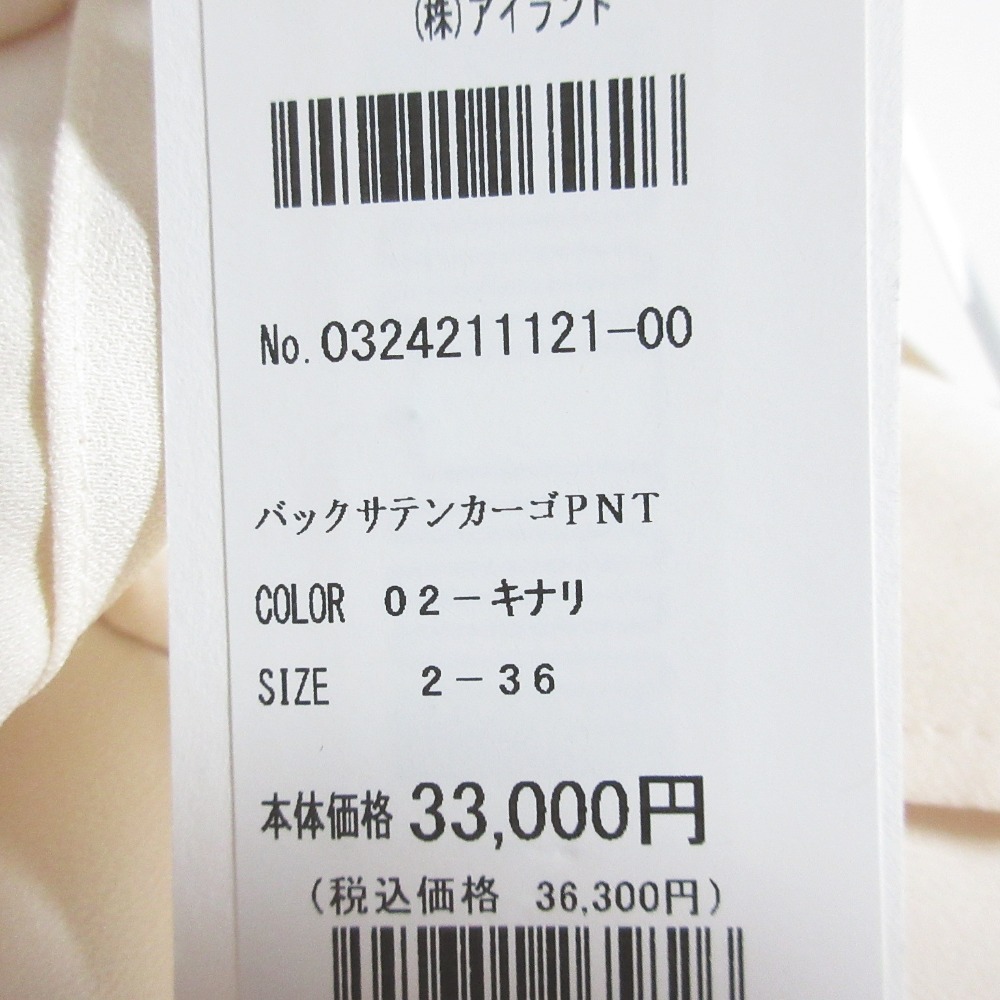 (株)アイランド
No.0324211121-00
バックサテンカーゴPNT
COLOR 02-キナリ
SIZE 2-36
本体価格 33,000円
(税込価格 36,300円)